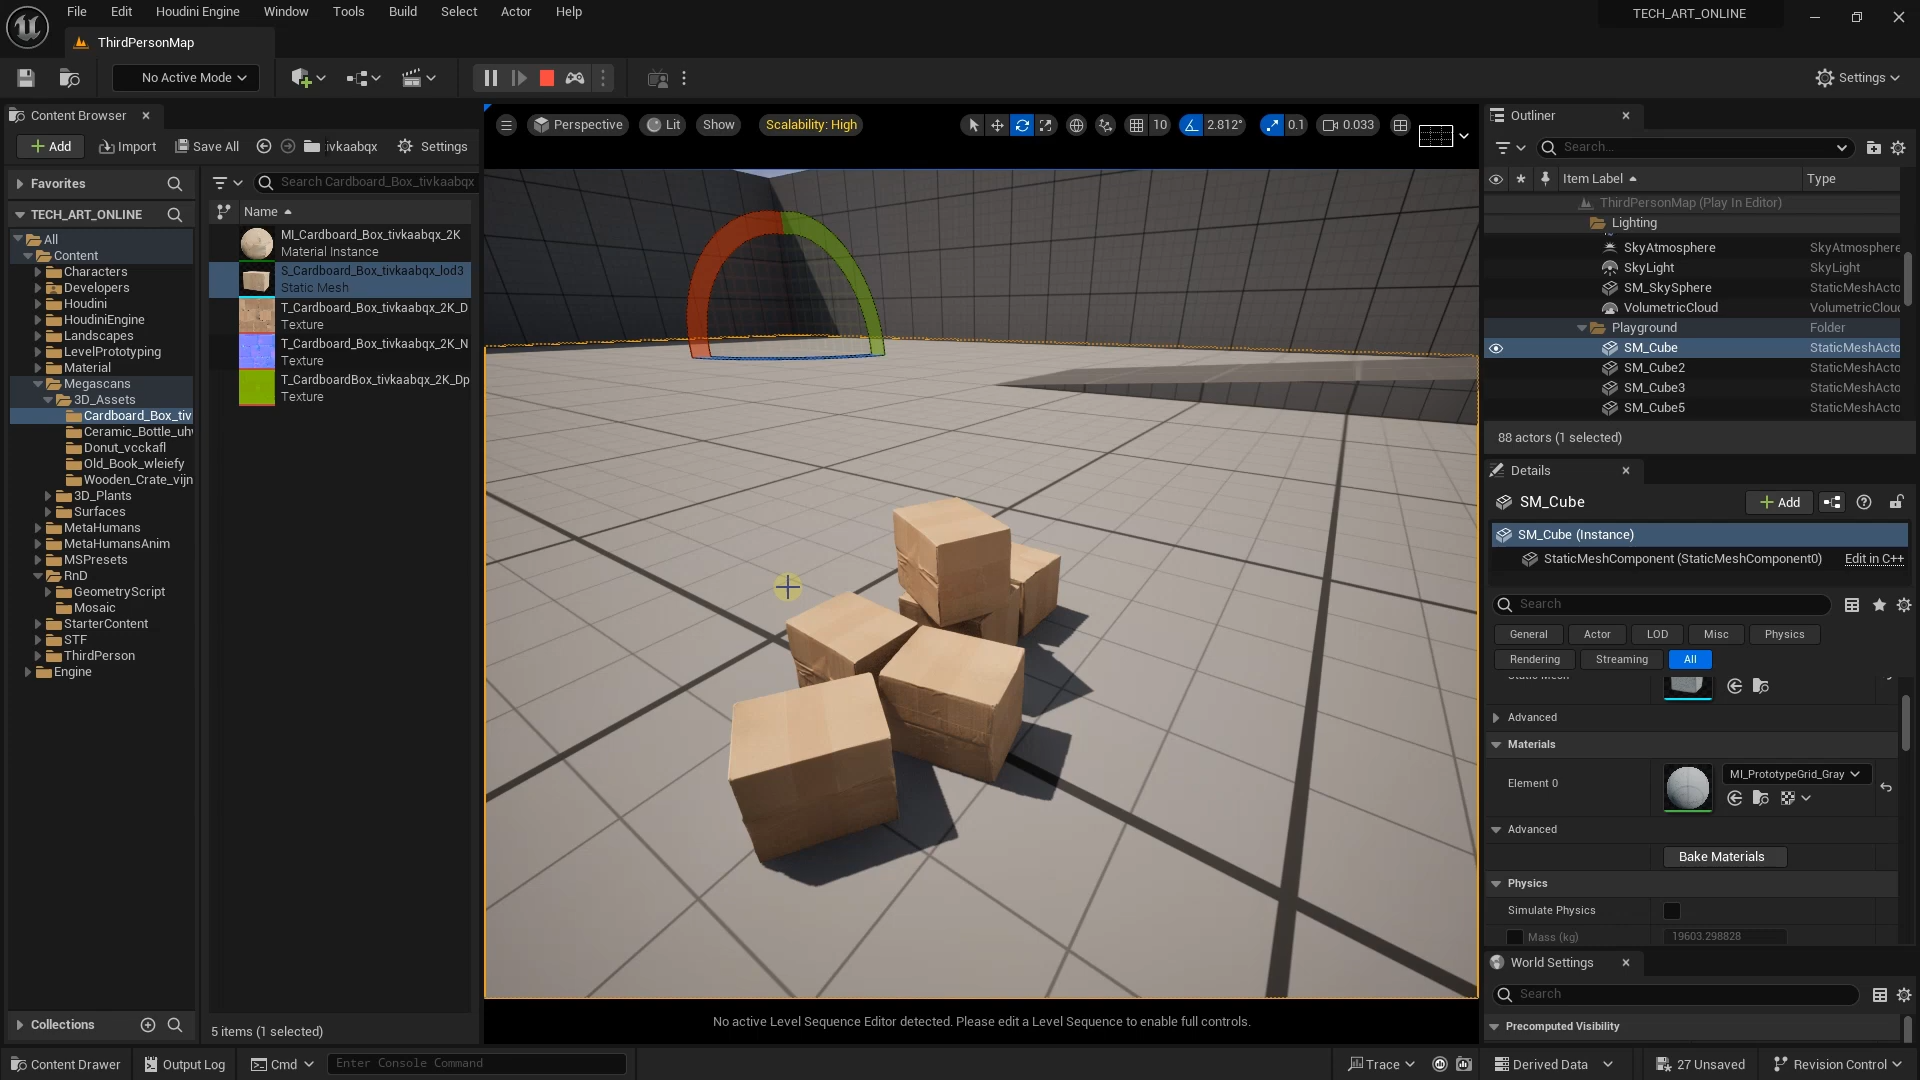 File Edit Houdini Engine Window Tools Build Select Actor Help
TECH_ART_ONLINE
ThirdPersonMap
No Active Mode
Settings
Content Browser
Add Import Save All ivkaabqx Settings
Favorites
Search Cardboard_Box_tivkaabqx
TECH_ART_ONLINE
All
Content
Characters
Developers
Houdini
HoudiniEngine
Landscapes
LevelPrototyping
Material
Megascans
3D_Assets
Cardboard_Box_tiv
Ceramic_Bottle_uh
Donut_vcckafl
Old_Book_wleiefy
Wooden_Crate_vijn
3D_Plants
Surfaces
MetaHumans
MetaHumansAnim
MSPresets
RnD
GeometryScript
Mosaic
StarterContent
STF
ThirdPerson
Engine
Collections
Name
MI_Cardboard_Box_tivkaabqx_2K
Material Instance
S_Cardboard_Box_tivkaabqx_lod3
Static Mesh
T_Cardboard_Box_tivkaabqx_2K_D
Texture
T_Cardboard_Box_tivkaabqx_2K_N
Texture
T_CardboardBox_tivkaabqx_2K_Dp
Texture
5 items (1 selected)
Perspective Lit Show Scalability: High 10 2.812° 0.1 0.033
No active Level Sequence Editor detected. Please edit a Level Sequence to enable full controls.
Outliner
Search...
Item Label Type
ThirdPersonMap (Play In Editor)
Lighting
SkyAtmosphere SkyAtmosphere
SkyLight SkyLight
SM_SkySphere StaticMeshActo
VolumetricCloud VolumetricClou
Playground Folder
SM_Cube StaticMeshActo
SM_Cube2 StaticMeshActo
SM_Cube3 StaticMeshActo
SM_Cube5 StaticMeshActo
88 actors (1 selected)
Details
SM_Cube Add
SM_Cube (Instance)
StaticMeshComponent (StaticMeshComponent0) Edit in C++
Search
General Actor LOD Misc Physics
Rendering Streaming All
Static Mesh
Advanced
Materials
Element 0 MI_PrototypeGrid_Gray
Advanced
Bake Materials
Physics
Simulate Physics
Mass (kg) 19603.298828
World Settings
Search
Precomputed Visibility
Content Drawer Output Log Cmd Enter Console Command Trace Derived Data 27 Unsaved Revision Control